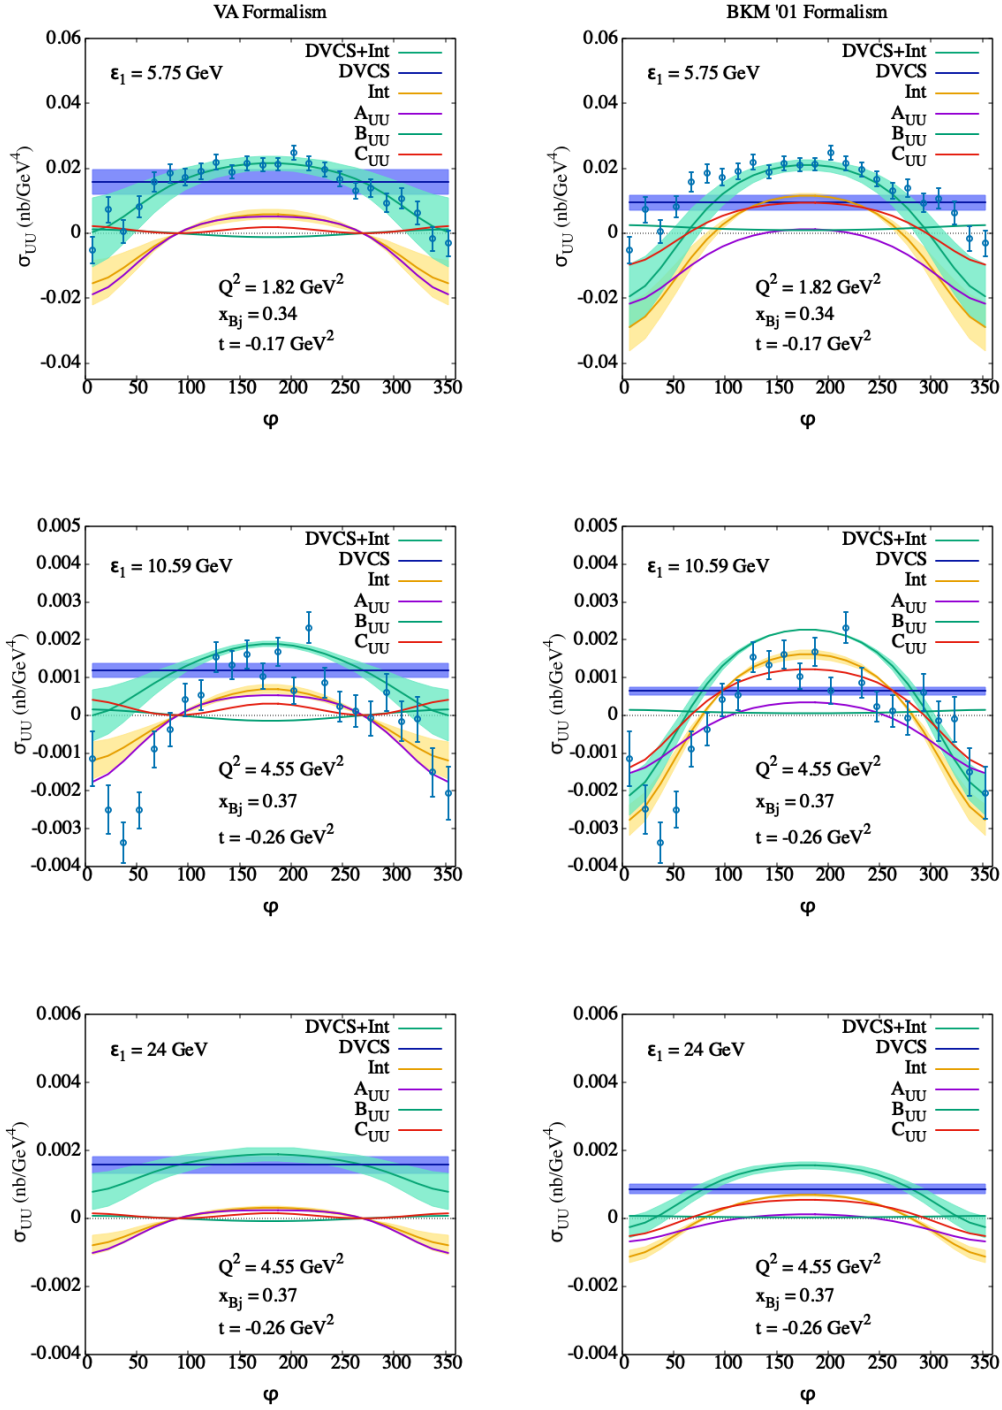 VA Formalism
BKM '01 Formalism
0.06
0.04
0.02
0
-0.02
-0.04
σUU (nb/GeV4)
ε1 = 5.75 GeV
DVCS+Int
DVCS
Int
AUU
BUU
CUU
Q2 = 1.82 GeV2
xBj = 0.34
t = -0.17 GeV2
0 50 100 150 200 250 300 350
φ
0.06
0.04
0.02
0
-0.02
-0.04
σUU (nb/GeV4)
ε1 = 5.75 GeV
DVCS+Int
DVCS
Int
AUU
BUU
CUU
Q2 = 1.82 GeV2
xBj = 0.34
t = -0.17 GeV2
0 50 100 150 200 250 300 350
φ
0.005
0.004
0.003
0.002
0.001
0
-0.001
-0.002
-0.003
-0.004
σUU (nb/GeV4)
ε1 = 10.59 GeV
DVCS+Int
DVCS
Int
AUU
BUU
CUU
Q2 = 4.55 GeV2
xBj = 0.37
t = -0.26 GeV2
0 50 100 150 200 250 300 350
φ
0.005
0.004
0.003
0.002
0.001
0
-0.001
-0.002
-0.003
-0.004
σUU (nb/GeV4)
ε1 = 10.59 GeV
DVCS+Int
DVCS
Int
AUU
BUU
CUU
Q2 = 4.55 GeV2
xBj = 0.37
t = -0.26 GeV2
0 50 100 150 200 250 300 350
φ
0.006
0.004
0.002
0
-0.002
-0.004
σUU (nb/GeV4)
ε1 = 24 GeV
DVCS+Int
DVCS
Int
AUU
BUU
CUU
Q2 = 4.55 GeV2
xBj = 0.37
t = -0.26 GeV2
0 50 100 150 200 250 300 350
φ
0.006
0.004
0.002
0
-0.002
-0.004
σUU (nb/GeV4)
ε1 = 24 GeV
DVCS+Int
DVCS
Int
AUU
BUU
CUU
Q2 = 4.55 GeV2
xBj = 0.37
t = -0.26 GeV2
0 50 100 150 200 250 300 350
φ